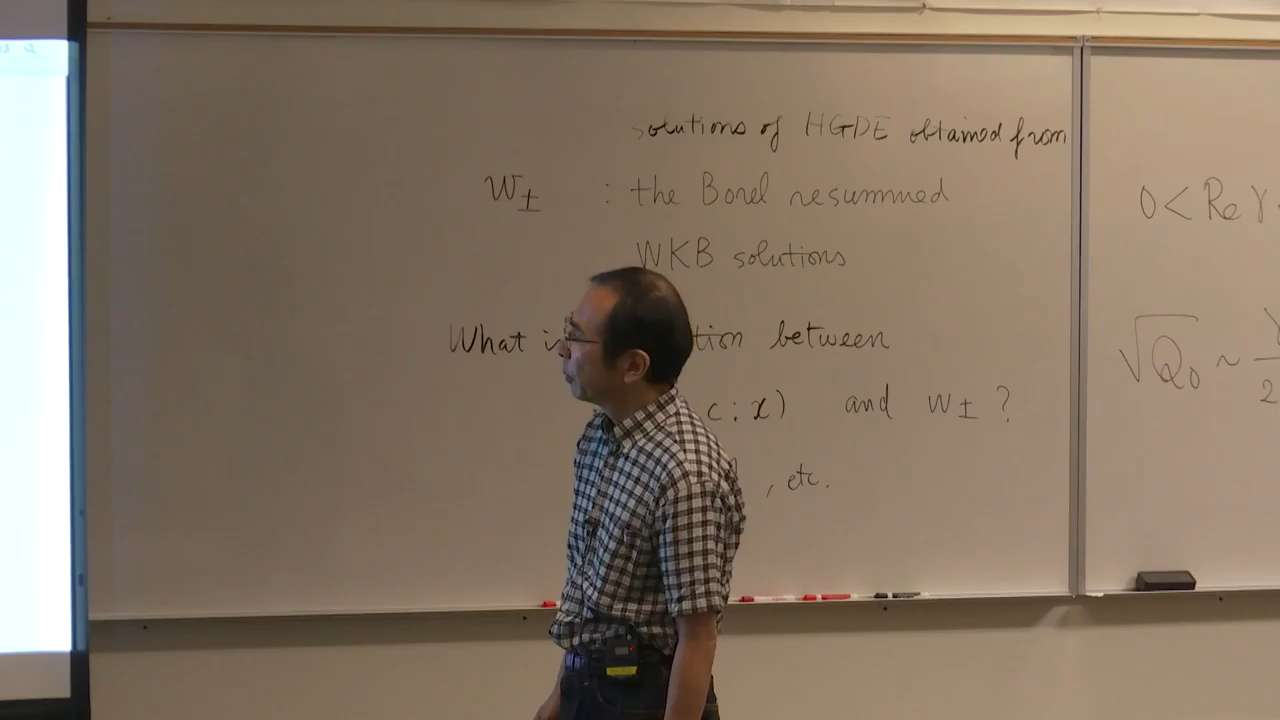 solutions of HGDE obtained from
w± : the Borel resummed
WKB solutions
What is tion between
c ; x) and w± ?
, etc.
0 < Re γ
√Q₀ ~ 2